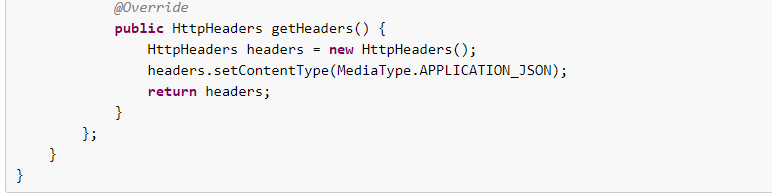 @Override
public HttpHeaders getHeaders() {
HttpHeaders headers = new HttpHeaders();
headers.setContentType(MediaType.APPLICATION_JSON);
return headers;
}
};
}
}